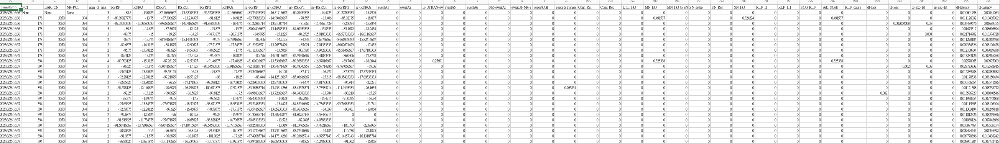 A B C D E F G H I J K L M N O P Q R S T U V W X Y Z AA AB AC AD AE AF AG AH AI AJ AK AL AM AN AO AP AQ AR AS
Timestamp PCI EARFCN NR-PCI num_of_neis RSRP RSRQ RSRP1 RSRQ1 RSRP2 RSRQ2 nr-RSRP nr-RSRQ nr-RSRP1 nr-RSRQ1 nr-RSRP2 nr-RSRQ2 eventA1 eventA2 E-UTRAN-ev eventA5 eventA6 NR-eventA3 eventB1-NR-r reportCGI reportStronges Conn_Rel Conn_Req LTE_HO MN_HO MN_HO_to_eN SN_setup SN_Rel SN_HO RLF_II RLF_III SCG_RLF Add_SCell RLF_cause dl-loss ul-loss dl-exc-lat ul-exc-lat dl-latency ul-latency
2023/3/26 16:36 None None None 3 -88.5 -13.0625 -87.16666667 -13.52083333 -92.52083333 -17.16666667 -83.73433333 -16.51716667 -80.29433333 -14.4725 -81.22783333 -15.7905 0 0 0 0 0 0 0 0 0 0 0 0 0 0 0 0 0 0 0 0 0 0 0 0 0 0.010601798 0.00841063
2023/3/26 16:36 178 3050 394 5 -89.09027778 -13.75 -87.390625 -13.234375 -91.6125 -14.9125 -82.77083333 -14.99466667 -78.555 -13.406 -85.92175 -18.037 0 0 0 0 0 0 0 0 0 0 0 0 0.491537 0 0 0 0.324224 0 0 0 0.491537 0 0 0 0 0.011126032 0.010405962
2023/3/26 16:36 178 3050 394 3 -87.33333333 -13.39583333 -89.66666667 -14.04166667 -91.95833333 -18.4375 -81.22885714 -13.91085714 -81.665 -15.48671429 -82.8374 -15.8844 0 0 0 0 0 0 0 0 0 0 0 0 0 0 0 0 0 0 0 0 0 0 0.002004008 0.05 0 0.033489676 0.01693755
2023/3/26 16:36 178 3050 394 3 -89.5 -14.625 -87.5625 -12.125 -93.875 -19.75 -80.04416667 -13.14583333 -84.60933333 -15.8555 -85.1672 -18.2454 0 0 0 0 0 0 0 0 0 0 0 0 0 0 0 0 0 0 0 0 0 0 0 0 0 0.01475517 0.008616894
2023/3/26 16:36 178 3050 394 3 -89.75 -15 -89.25 -14.25 -94.71875 -20.71875 -84.9075 -15.1225 -84.2525 -15.01833333 -86.52733333 -16.01166667 0 0 0 0 0 0 0 0 0 0 0 0 0 0 0 0 0 0 0 0 0 0 0 0.008 0 0.021714702 0.013374728
2023/3/26 16:36 178 3050 394 2 -89.75 -15.375 -88.79166667 -15.14583333 -94.75 -19.72916667 -82.406 -14.2175 -84.242 -15.65766667 -84.66933333 -15.82416667 0 0 0 0 0 0 0 0 0 0 0 0 0 0 0 0 0 0 0 0 0 0 0 0 0 0.011298184 0.007862598
2023/3/26 16:37 178 3050 394 2 -89.6875 -14.3125 -88.1875 -12.90625 -97.21875 -17.34375 -81.29228571 -13.26571429 -85.021 -17.01333333 -86.02671429 -17.432 0 0 0 0 0 0 0 0 0 0 0 0 0 0 0 0 0 0 0 0 0 0 0 0 0 0.009354326 0.008108428
2023/3/26 16:37 178 3050 394 2 -85.75 -13.78125 -88.625 -14.59375 -90.65625 -17.75 -81.11316667 -13.5065 -80.7395 -14.94283333 -85.58466667 -17.67183333 0 0 0 0 0 0 0 0 0 0 0 0 0 0 0 0 0 0 0 0 0 0 0 0 0 0.012108934 0.009019938
2023/3/26 16:37 178 3050 394 3 -89.3125 -15.125 -87.375 -12.3125 -94.4375 -18.8125 -80.776 -14.03116667 -82.59916667 -15.41033333 -86.0406 -17.8748 0 0 0 0 0 0 0 0 0 0 0 0 0 0 0 0 0 0 0 0 0 0 0 0 0 0.013283126 0.007965058
2023/3/26 16:37 394 3050 394 4 -89.703125 -15.3125 -87.28125 -12.59375 -91.46875 -17.40625 -81.01016667 -13.53666667 -89.36583333 -16.97016667 -89.7406 -18.0844 0 0 0.25691 0 0 0 0 0 0 0 0 0 0.325338 0 0 0 0 0 0 0 0.325338 0 0 0 0 0.02570965 0.00975009
2023/3/26 16:37 394 3050 394 3 -90.625 -13.875 -93.04166667 -17.125 -93.14583333 -17.91666667 -82.18285714 -13.94971429 -86.48342857 -16.59714286 -87.64066667 -19.06 0 0 0 0 0 0 0 0 0 0 0 0 0 0 0 0 0 0 0 0 0 0 0.002 0.06 0 0.028723832 0.012592916
2023/3/26 16:37 394 3050 394 3 -93.03125 -13.65625 -93.53125 -16.75 -95.875 -17.375 -83.34766667 -14.108 -87.117 -16.977 -87.3725 -17.57933333 0 0 0 0 0 0 0 0 0 0 0 0 0 0 0 0 0 0 0 0 0 0 0 0 0 0.012289988 0.007883632
2023/3/26 16:37 394 3050 394 3 -92.28125 -12.78125 -97.21875 -16.53125 -98 -18.25 -83.444 -14.12516667 -85.40616667 -15.815 -88.35433333 -17.69533333 0 0 0 0 0 0 0 0 0 0 0 0 0 0 0 0 0 0 0 0 0 0 0 0 0 0.01170538 0.008150434
2023/3/26 16:37 394 3050 394 2 -92.65625 -12.90625 -96.75 -17.171875 -98.078125 -18.703125 -82.29033333 -12.97383333 -84.474 -14.81783333 -95.914 -22.271 0 0 0 0 0 0 0 0 0 0 0 0 0 0 0 0 0 0 0 0 0 0 0 0 0 0.010166654 0.007541686
2023/3/26 16:37 394 3050 394 2 -94.578125 -12.140625 -98.6875 -16.796875 -100.671875 -17.921875 -83.36385714 -13.43614286 -83.43528571 -13.75985714 -111.9193333 -26.1655 0 0 0 0 0 0 0 0 0.765831 0 0 0 0 0 0 0 0 0 0 0 0 0 0 0 0 0.01121508 0.008738772
2023/3/26 16:37 394 3050 394 2 -92.25 -13.125 -99.0625 -16.5625 -99.8125 -17.5 -84.98816667 -13.72666667 -84.94383333 -13.784 -90.219 -15.25 0 0 0 0 0 0 0 0 0 0 0 0 0 0 0 0 0 0 0 0 0 0.002 0 0 0 0.013586729 0.008040546
2023/3/26 16:37 394 3050 394 2 -95.375 -13.9375 -97.5 -17.5 -98.5625 -17.4375 -86.47033333 -14.078 -89.2485 -15.4715 -91.0325 -16.94 0 0 0 0 0 0 0 0 0 0 0 0 0 0 0 0 0 0 0 0 0 0 0 0 0 0.011928254 0.007742608
2023/3/26 16:37 394 3050 394 2 -95.65625 -13.84375 -97.671875 -18.59375 -98.671875 -18.953125 -85.21483333 -13.4425 -84.82916667 -14.73433333 -99.74983333 -21.741 0 0 0 0 0 0 0 0 0 0 0 0 0 0 0 0 0 0 0 0 0 0 0 0 0 0.01115695 0.008106104
2023/3/26 16:37 394 3050 394 2 -92.59375 -12.28125 -97.625 -16.46875 -98.59375 -17.71875 -83.54166667 -13.65233333 -83.96766667 -14.039 -90.461 -19.064 0 0 0 0 0 0 0 0 0 0 0 0 0 0 0 0 0 0 0 0 0 0 0 0 0 0.011303194 0.008249818
2023/3/26 16:37 394 3050 394 2 -92.6875 -12.5625 -96 -18.125 -96.25 -15.9375 -81.30685714 -13.58942857 -81.80257143 -13.58485714 0 0 0 0 0 0 0 0 0 0 0 0 0 0 0 0 0 0 0 0 0 0 0 0 0 0 0 0.011012326 0.008219966
2023/3/26 16:37 394 3050 394 2 -91.515625 -11.734375 -95.671875 -16.65625 -98.828125 -14.796875 -80.85133333 -13.522 -82.0405 -14.05883333 0 0 0 0 0 0 0 0 0 0 0 0 0 0 0 0 0 0 0 0 0 0 0 0 0 0 0 0.01088124 0.007842666
2023/3/26 16:37 394 3050 394 2 -91.60416667 -10.72916667 -96.04166667 -17.10416667 -98.64583333 -13.79166667 -80.25383333 -13.319 -81.33466667 -14.49216667 -103.793 -22.67975 0 0 0 0 0 0 0 0 0 0 0 0 0 0 0 0 0 0 0 0 0 0 0 0 0 0.010877464 0.007505154
2023/3/26 16:37 394 3050 394 2 -90.90625 -10.5 -96.5625 -16.8125 -99.53125 -16.1875 -83.11716667 -13.73416667 -83.17316667 -14.185 -110.738 -27.1875 0 0 0 0 0 0 0 0 0 0 0 0 0 0 0 0 0 0 0 0 0 0 0 0 0 0.009494444 0.01395992
2023/3/26 16:37 394 3050 394 2 -91.9375 -11.875 -96.6875 -16.1875 -101.0625 -17.625 -87.42085714 -14.17314286 -89.03685714 -14.97557143 -91.14157143 -16.13185714 0 0 0 0 0 0 0 0 0 0 0 0 0 0 0 0 0 0 0 0 0 0 0 0 0 0.009770896 0.010438242
2023/3/26 16:37 394 3050 394 2 -96.90625 -13.671875 -101.140625 -16.734375 -101.71875 -17.921875 -93.94283333 -16.66433333 -90.827 -15.24083333 -91.362 -16.065 0 0 0 0 0 0 0 0 0 0 0 0 0 0 0 0 0 0 0 0 0 0 0 0 0 0.009931204 0.007772416